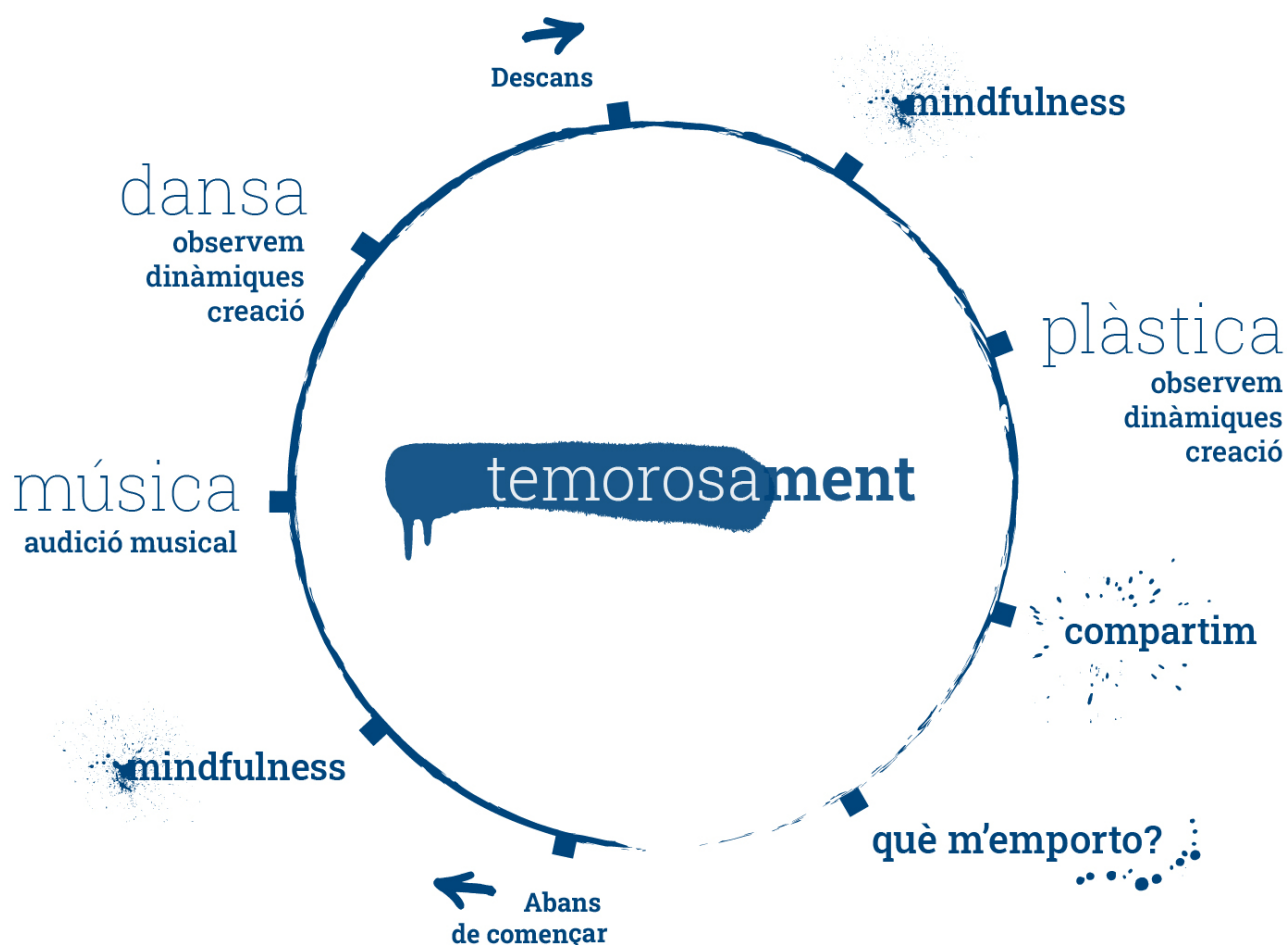 Descans
mindfulness
dansa
observem
dinàmiques
creació
plàstica
observem
dinàmiques
creació
música
audició musical
temorosament
compartim
mindfulness
què m’emporto?
Abans
de començar